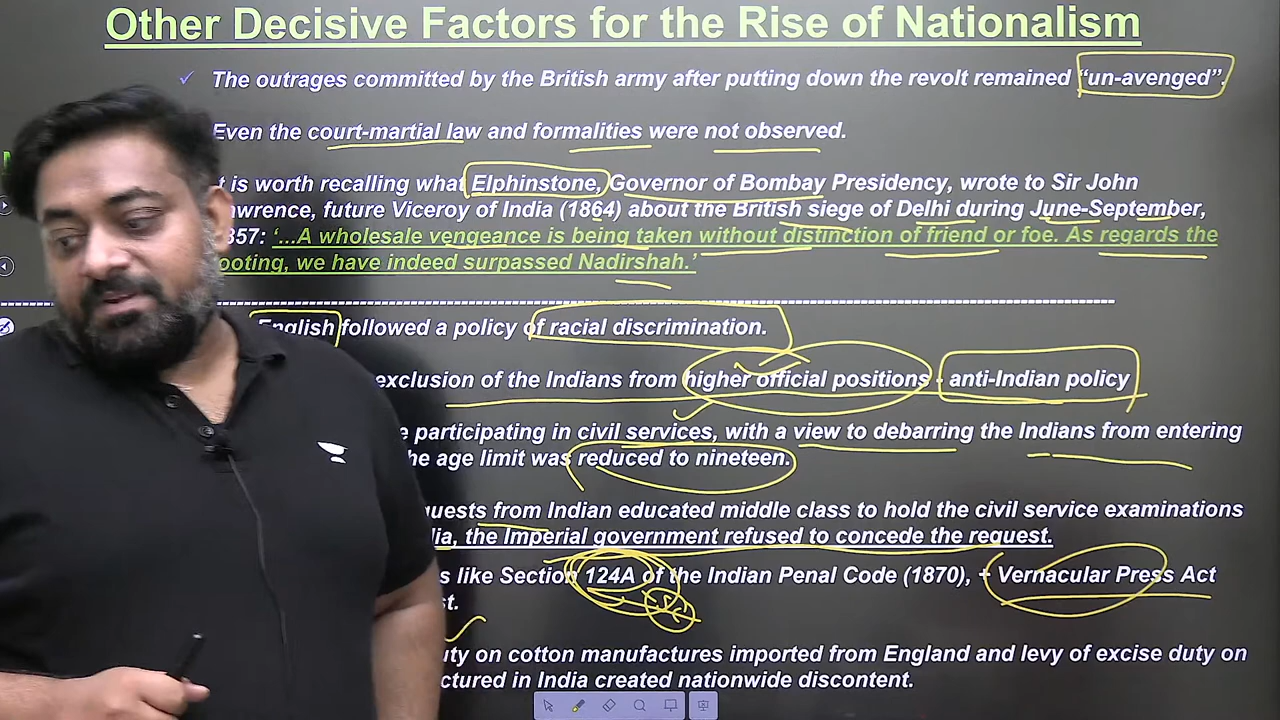 Other Decisive Factors for the Rise of Nationalism
The outrages committed by the British army after putting down the revolt remained “un-avenged”.
Even the court-martial law and formalities were not observed.
t is worth recalling what Elphinstone, Governor of Bombay Presidency, wrote to Sir John
wrence, future Viceroy of India (1864) about the British siege of Delhi during June-September,
857: ‘...A wholesale vengeance is being taken without distinction of friend or foe. As regards the
ooting, we have indeed surpassed Nadirshah.’
English followed a policy of racial discrimination.
exclusion of the Indians from higher official positions - anti-Indian policy
e participating in civil services, with a view to debarring the Indians from entering
he age limit was reduced to nineteen.
uests from Indian educated middle class to hold the civil service examinations
ia, the Imperial government refused to concede the request.
s like Section 124A of the Indian Penal Code (1870), + Vernacular Press Act
st.
uty on cotton manufactures imported from England and levy of excise duty on
ctured in India created nationwide discontent.